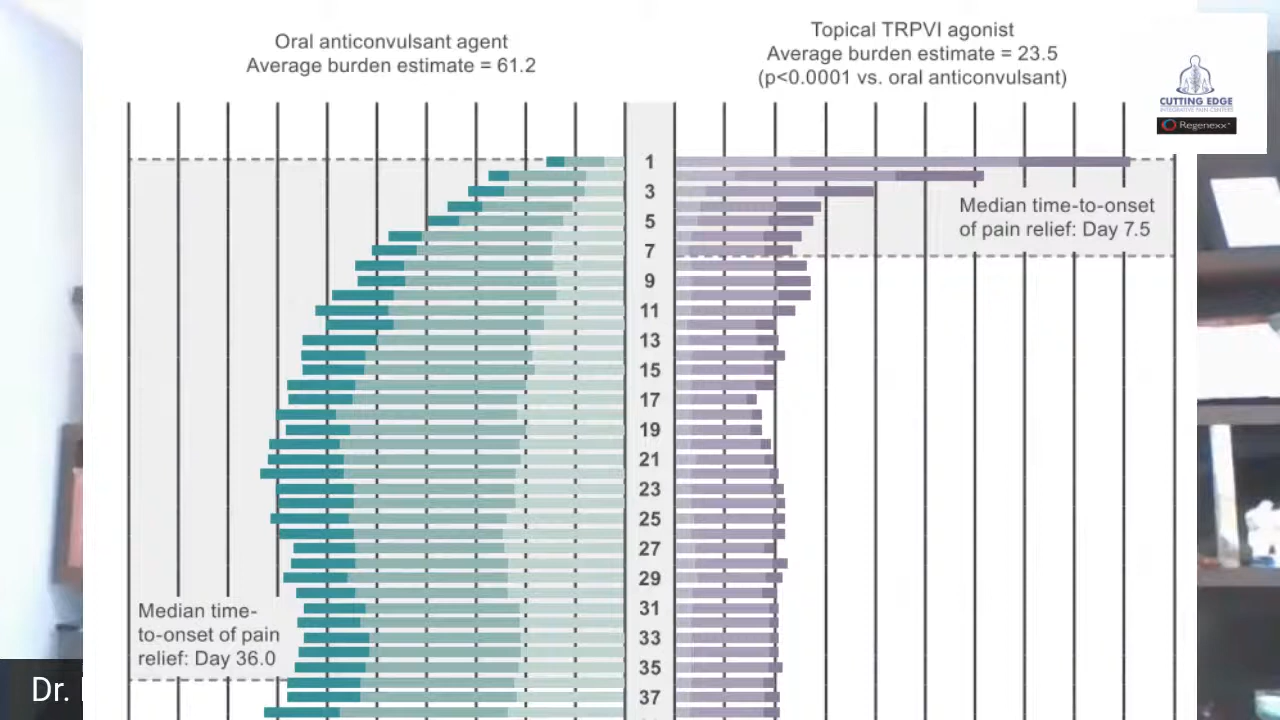 Oral anticonvulsant agent
Average burden estimate = 61.2
Topical TRPVI agonist
Average burden estimate = 23.5
(p<0.0001 vs. oral anticonvulsant)
CUTTING EDGE
INTEGRATIVE PAIN CENTERS
Regenexx
1
3
Median time-to-onset
of pain relief: Day 7.5
5
7
9
11
13
15
17
19
21
23
25
27
29
31
33
35
37
Median time-
to-onset of pain
relief: Day 36.0
Dr.